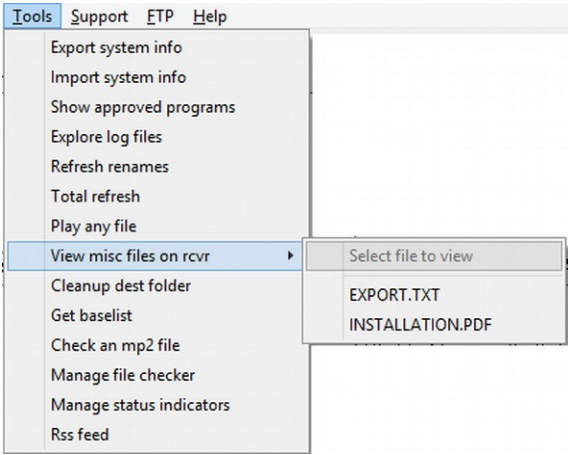 Tools Support FTP Help
Export system info
Import system info
Show approved programs
Explore log files
Refresh renames
Total refresh
Play any file
View misc files on rcvr
Select file to view
EXPORT.TXT
INSTALLATION.PDF
Cleanup dest folder
Get baselist
Check an mp2 file
Manage file checker
Manage status indicators
Rss feed